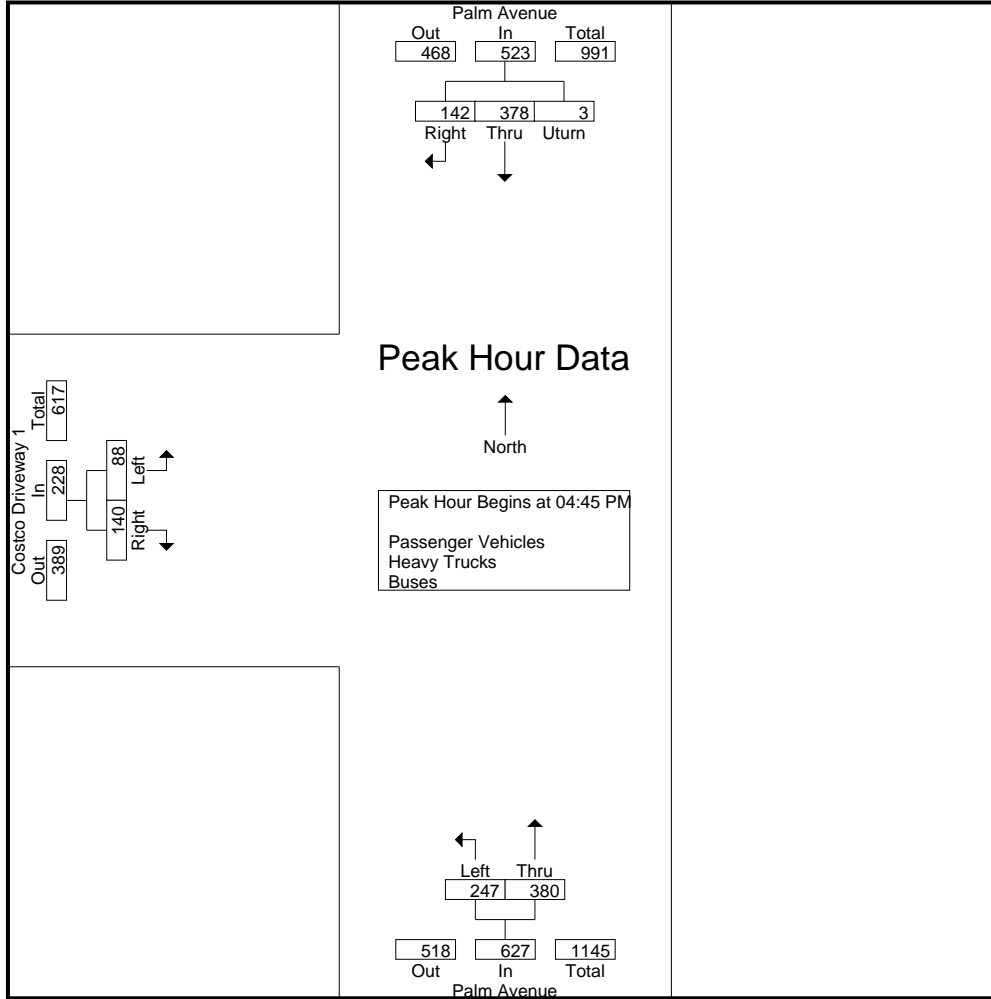 Palm Avenue
Out In Total
468 523 991
142 378 3
Right Thru Uturn
Peak Hour Data
North
Peak Hour Begins at 04:45 PM
Passenger Vehicles
Heavy Trucks
Buses
Costco Driveway 1
Out In Total
389 228 617
Right Left
140 88
Left Thru
247 380
518 627 1145
Out In Total
Palm Avenue